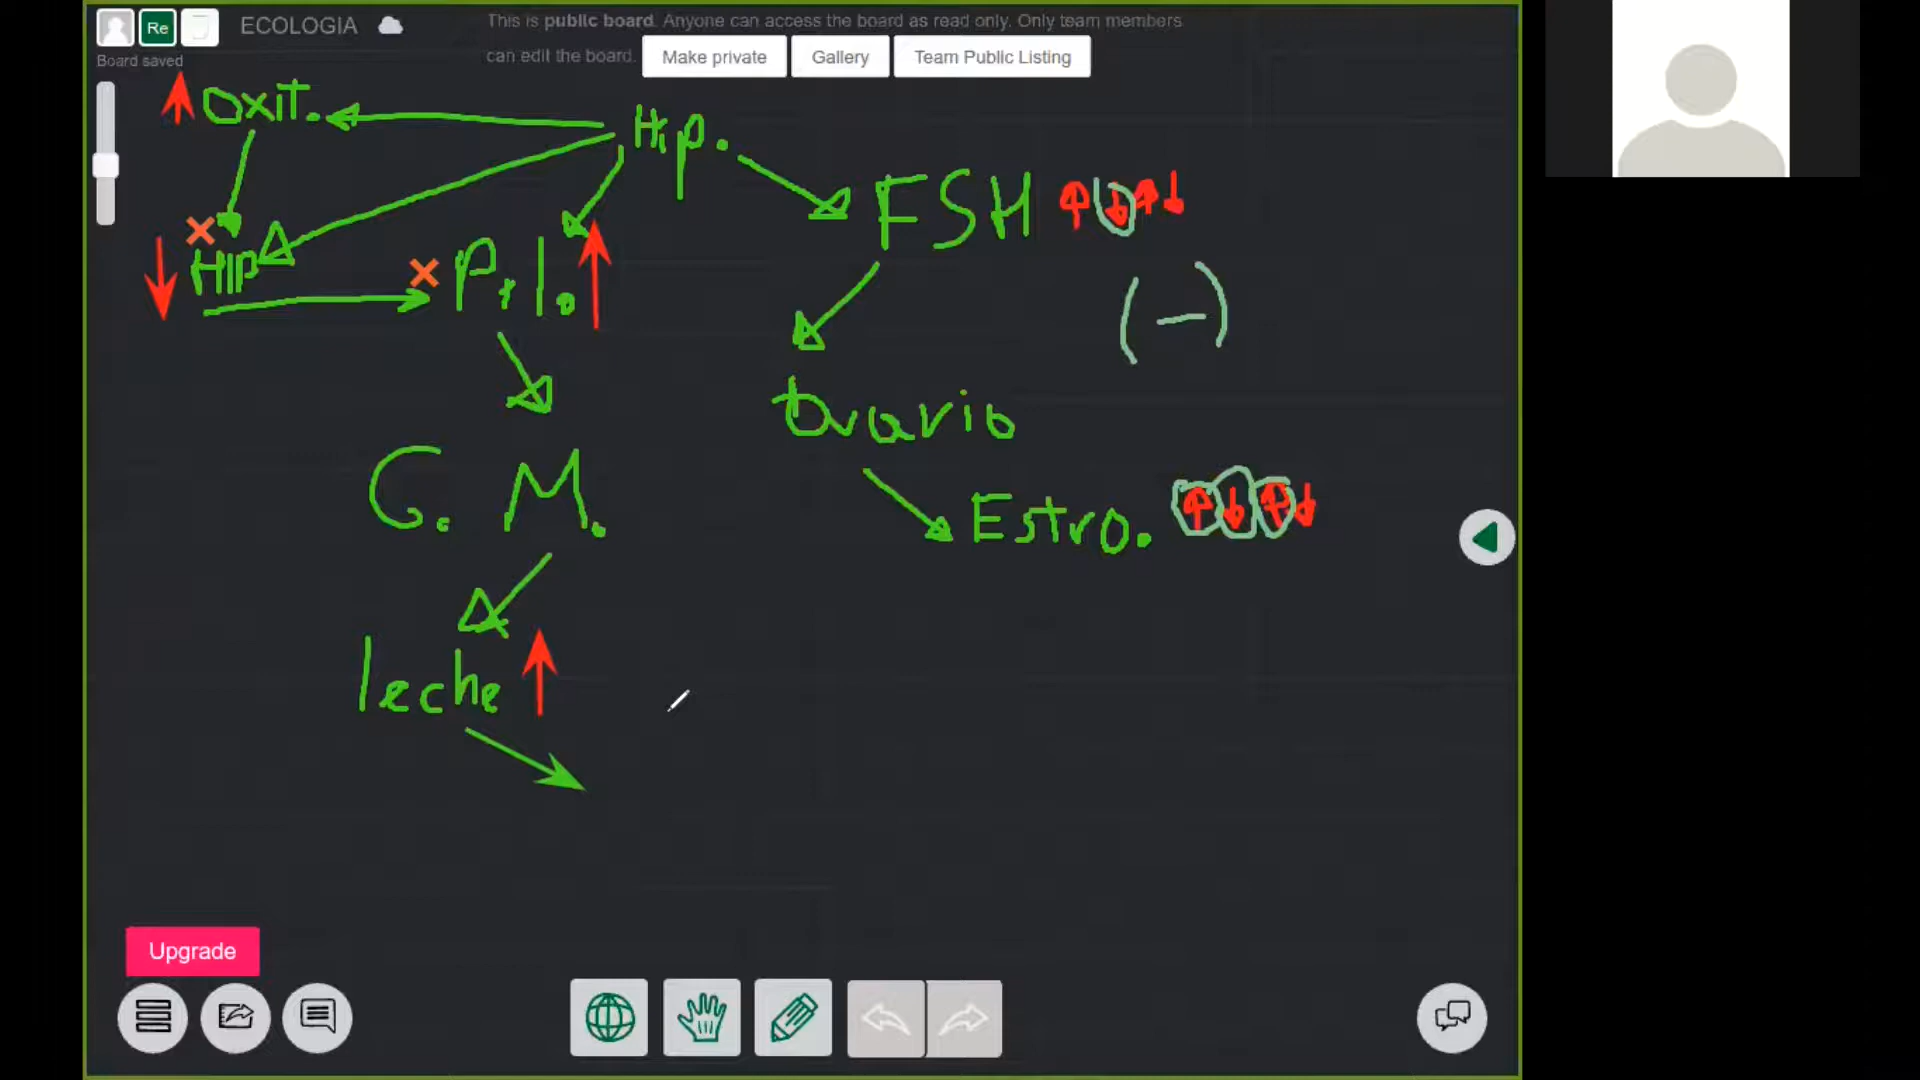 Re ECOLOGIA
This is public board. Anyone can access the board as read only. Only team members
can edit the board. Make private Gallery Team Public Listing
Board saved
Oxit.
Hip.
FSH
HIP
Prl.
(-)
Ovario
G. M.
Estro.
leche
Upgrade